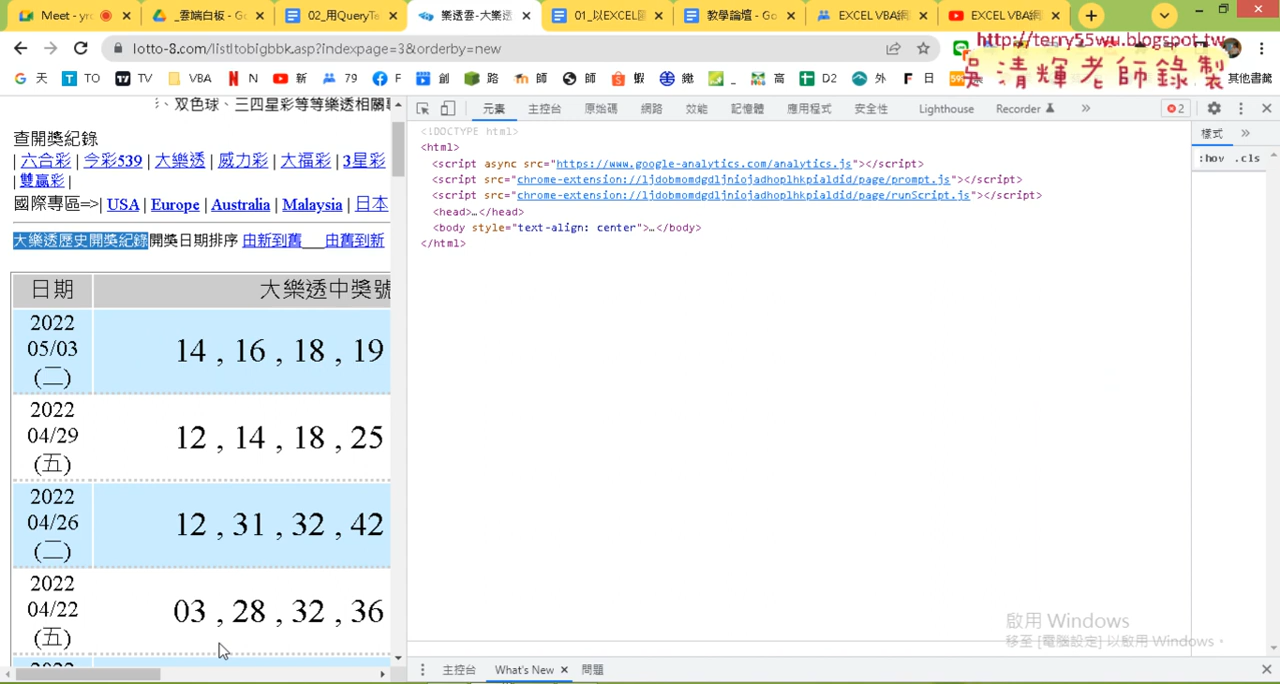 Meet - yro
_雲端白板 - Go
02_用QueryTa
樂透雲-大樂透
01_以EXCEL函
教學論壇 - Go
EXCEL VBA網
EXCEL VBA網
lotto-8.com/listltobigbbk.asp?indexpage=3&orderby=new
http://terry55wu.blogspot.tw
吳清輝老師錄製
天 TO TV VBA N 新 79 F 創 路 師 師 蝦 _ 高 D2 外 日 其他書籤
、双色球、三四星彩等等樂透相關
查開獎紀錄
| 六合彩 | 今彩539 | 大樂透 | 威力彩 | 大福彩 | 3星彩
| 雙贏彩 |
國際專區=>| USA | Europe | Australia | Malaysia | 日本
大樂透歷史開獎紀錄開獎日期排序 由新到舊___由舊到新
日期 大樂透中獎號
2022
05/03
(二)
14 , 16 , 18 , 19
2022
04/29
(五)
12 , 14 , 18 , 25
2022
04/26
(二)
12 , 31 , 32 , 42
2022
04/22
(五)
03 , 28 , 32 , 36
元素 主控台 原始碼 網路 效能 記憶體 應用程式 安全性 Lighthouse Recorder » 2
<!DOCTYPE html>
<html>
<script async src="https://www.google-analytics.com/analytics.js"></script>
<script src="chrome-extension://ljdobmomdgdljniojadhoplhkpialdid/page/prompt.js"></script>
<script src="chrome-extension://ljdobmomdgdljniojadhoplhkpialdid/page/runScript.js"></script>
<head>…</head>
<body style="text-align: center">…</body>
</html>
樣式 »
:hov .cls
啟用 Windows
移至 [電腦設定] 以啟用 Windows。
主控台 What's New × 問題